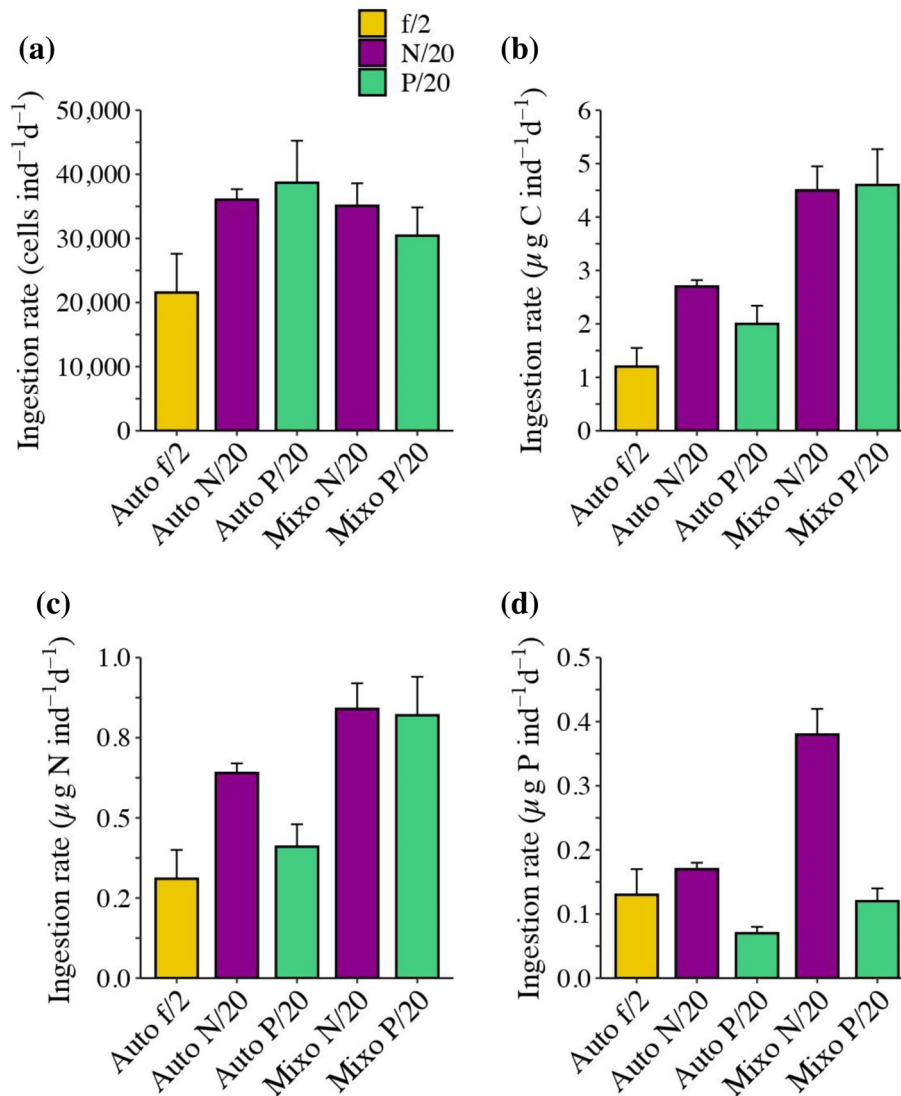 f/2
N/20
P/20
(a)
Ingestion rate (cells ind⁻¹d⁻¹)
50,000
40,000
30,000
20,000
10,000
0
Auto f/2
Auto N/20
Auto P/20
Mixo N/20
Mixo P/20
(b)
Ingestion rate (μg C ind⁻¹d⁻¹)
6
5
4
3
2
1
0
Auto f/2
Auto N/20
Auto P/20
Mixo N/20
Mixo P/20
(c)
Ingestion rate (μg N ind⁻¹d⁻¹)
1.0
0.8
0.5
0.2
0.0
Auto f/2
Auto N/20
Auto P/20
Mixo N/20
Mixo P/20
(d)
Ingestion rate (μg P ind⁻¹d⁻¹)
0.5
0.4
0.3
0.2
0.1
0.0
Auto f/2
Auto N/20
Auto P/20
Mixo N/20
Mixo P/20